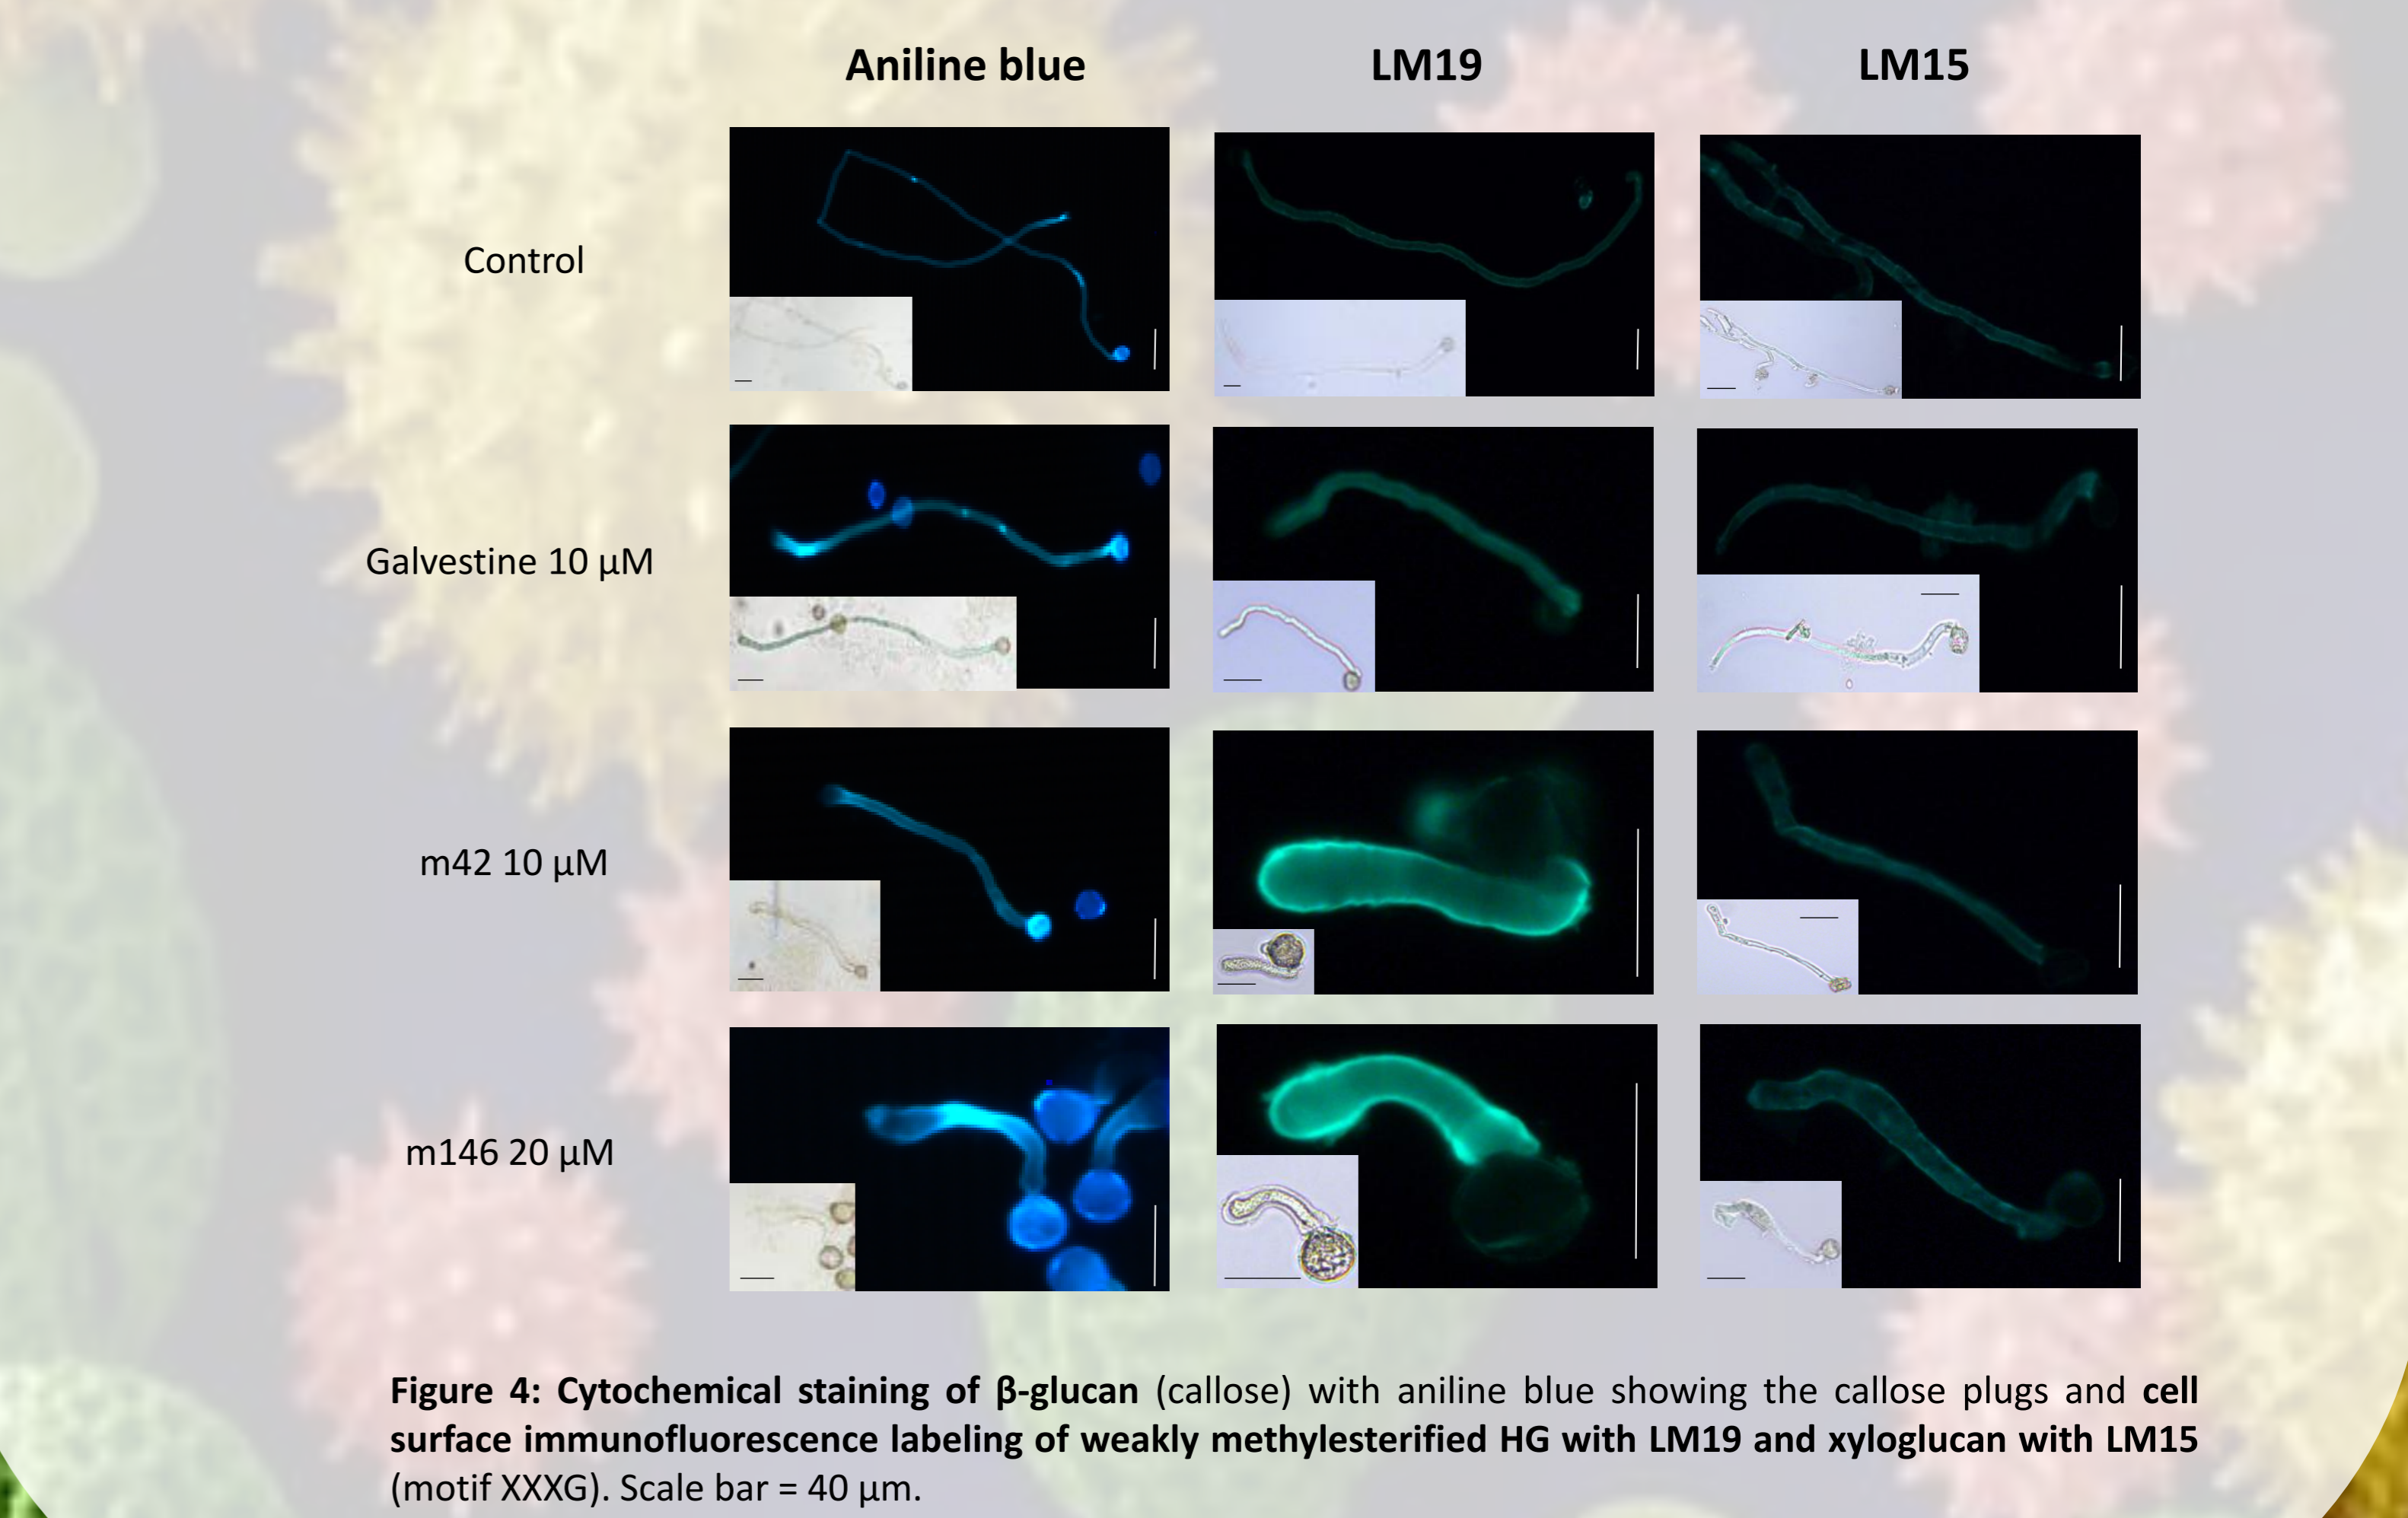 Aniline blue LM19 LM15
Control
Galvestine 10 µM
m42 10 µM
m146 20 µM
Figure 4: Cytochemical staining of β-glucan (callose) with aniline blue showing the callose plugs and cell
surface immunofluorescence labeling of weakly methylesterified HG with LM19 and xyloglucan with LM15
(motif XXXG). Scale bar = 40 µm.